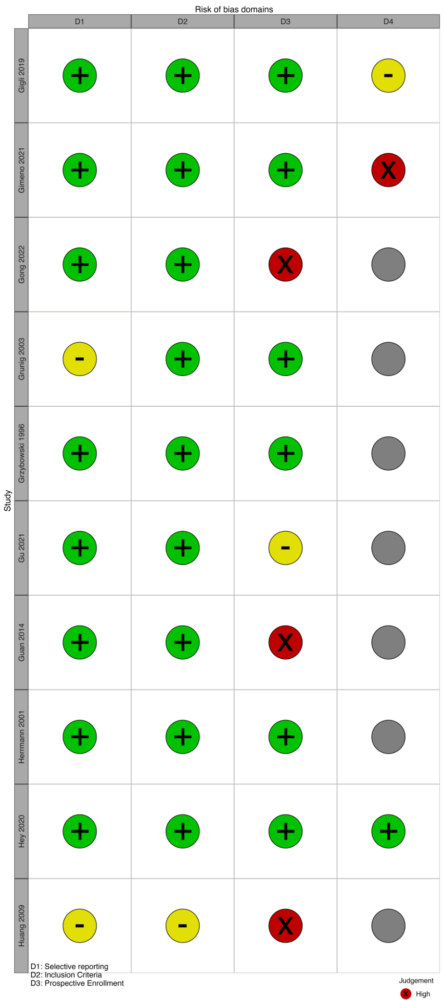 Risk of bias domains
D1 D2 D3 D4
Study
Gigli 2019
+ + + -
Gimeno 2021
+ + + X
Gong 2022
+ + X
Grunig 2003
- + +
Grzybowski 1996
+ + +
Gu 2021
+ + -
Guan 2014
+ + X
Herrmann 2001
+ + +
Hey 2020
+ + + +
Huang 2009
- - X
D1: Selective reporting
D2: Inclusion Criteria
D3: Prospective Enrollment
Judgement
X High